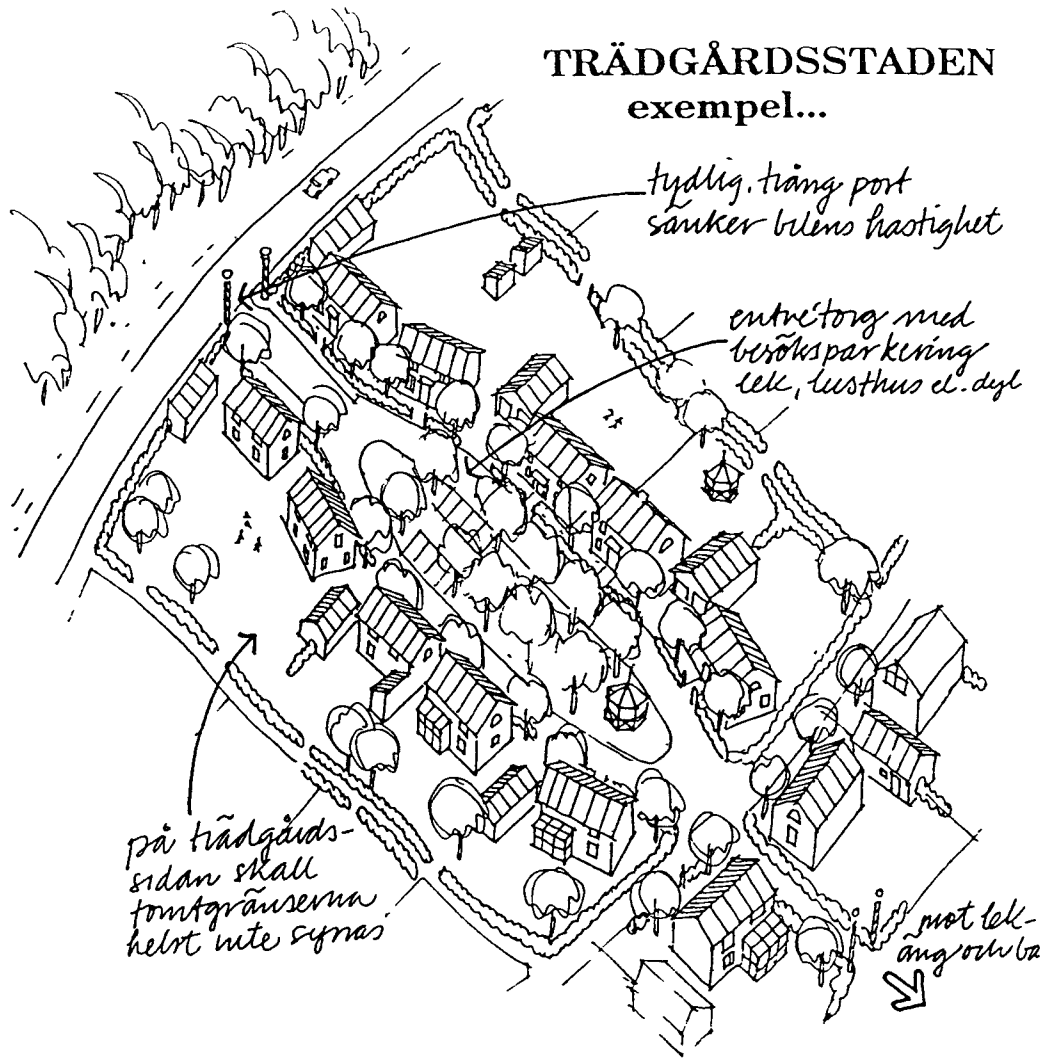 TRÄDGÅRDSSTADEN
exempel...
tydlig, trång port
sänker bilens hastighet
entrétorg med
besöksparkering
lek, lusthus el. dyl
på trädgårds-
sidan skall
tomtgränserna
helst inte synas
mot lek-
äng och ba